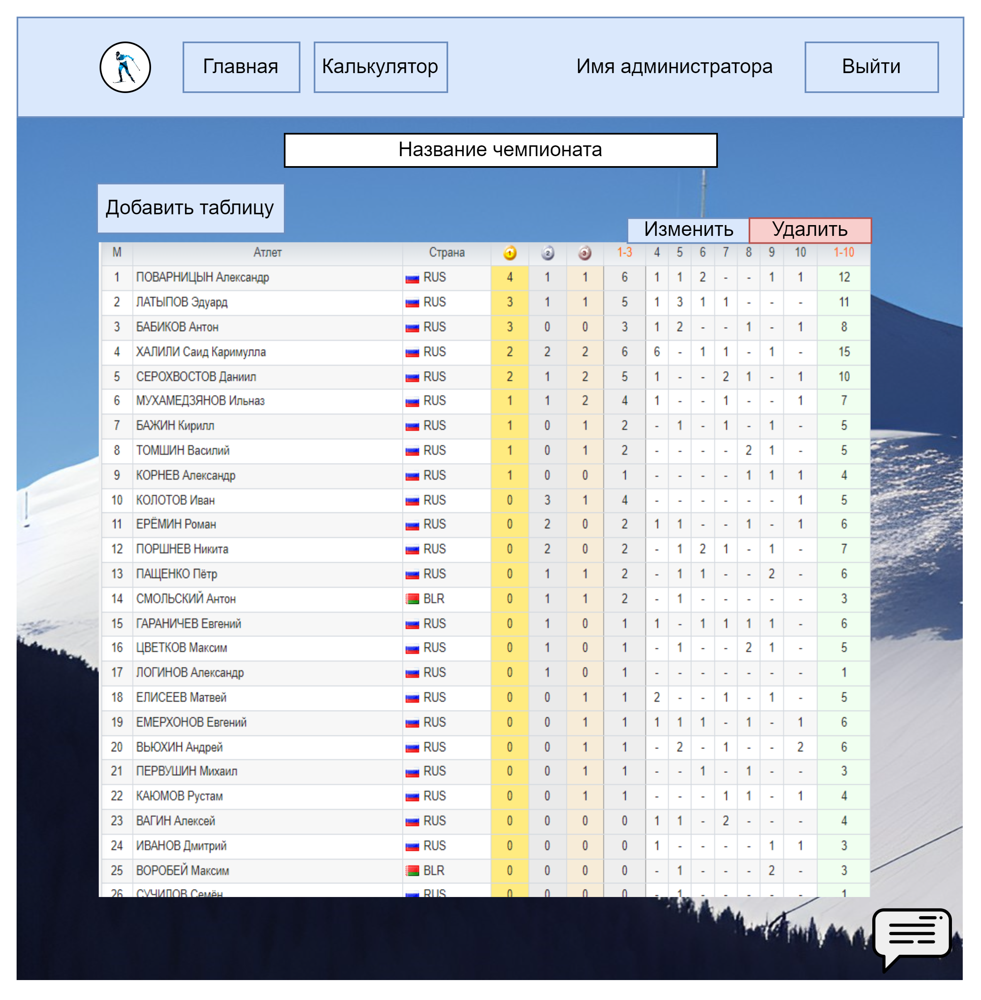 Главная Калькулятор Имя администратора Выйти
Название чемпионата
Добавить таблицу
Изменить Удалить
М Атлет Страна 1 2 3 1-3 4 5 6 7 8 9 10 1-10
1 ПОВАРНИЦЫН Александр RUS 4 1 1 6 1 1 2 - - 1 1 12
2 ЛАТЫПОВ Эдуард RUS 3 1 1 5 1 3 1 1 - - - 11
3 БАБИКОВ Антон RUS 3 0 0 3 1 2 - - 1 - 1 8
4 ХАЛИЛИ Саид Каримулла RUS 2 2 2 6 6 - 1 1 - 1 - 15
5 СЕРОХВОСТОВ Даниил RUS 2 1 2 5 1 - - 2 1 - 1 10
6 МУХАМЕДЗЯНОВ Ильназ RUS 1 1 2 4 1 - - 1 - - 1 7
7 БАЖИН Кирилл RUS 1 0 1 2 - 1 - 1 - 1 - 5
8 ТОМШИН Василий RUS 1 0 1 2 - - - - 2 1 - 5
9 КОРНЕВ Александр RUS 1 0 0 1 - - - - 1 1 1 4
10 КОЛОТОВ Иван RUS 0 3 1 4 - - - - - - 1 5
11 ЕРЁМИН Роман RUS 0 2 0 2 1 1 - - 1 - 1 6
12 ПОРШНЕВ Никита RUS 0 2 0 2 - 1 2 1 - 1 - 7
13 ПАЩЕНКО Пётр RUS 0 1 1 2 - 1 1 - - 2 - 6
14 СМОЛЬСКИЙ Антон BLR 0 1 1 2 - 1 - - - - - 3
15 ГАРАНИЧЕВ Евгений RUS 0 1 0 1 1 - 1 1 1 1 - 6
16 ЦВЕТКОВ Максим RUS 0 1 0 1 - 1 - - 2 1 - 5
17 ЛОГИНОВ Александр RUS 0 1 0 1 - - - - - - - 1
18 ЕЛИСЕЕВ Матвей RUS 0 0 1 1 2 - - 1 - 1 - 5
19 ЕМЕРХОНОВ Евгений RUS 0 0 1 1 1 1 1 - 1 - 1 6
20 ВЬЮХИН Андрей RUS 0 0 1 1 - 2 - 1 - - 2 6
21 ПЕРВУШИН Михаил RUS 0 0 1 1 - - 1 - 1 - - 3
22 КАЮМОВ Рустам RUS 0 0 1 1 - - - 1 1 - 1 4
23 ВАГИН Алексей RUS 0 0 0 0 1 1 - 2 - - - 4
24 ИВАНОВ Дмитрий RUS 0 0 0 0 1 - - - - 1 1 3
25 ВОРОБЕЙ Максим BLR 0 0 0 0 - 1 - - - 2 - 3
26 СУЧИЛОВ Семён RUS 0 0 0 0 - 1 - - - - - 1